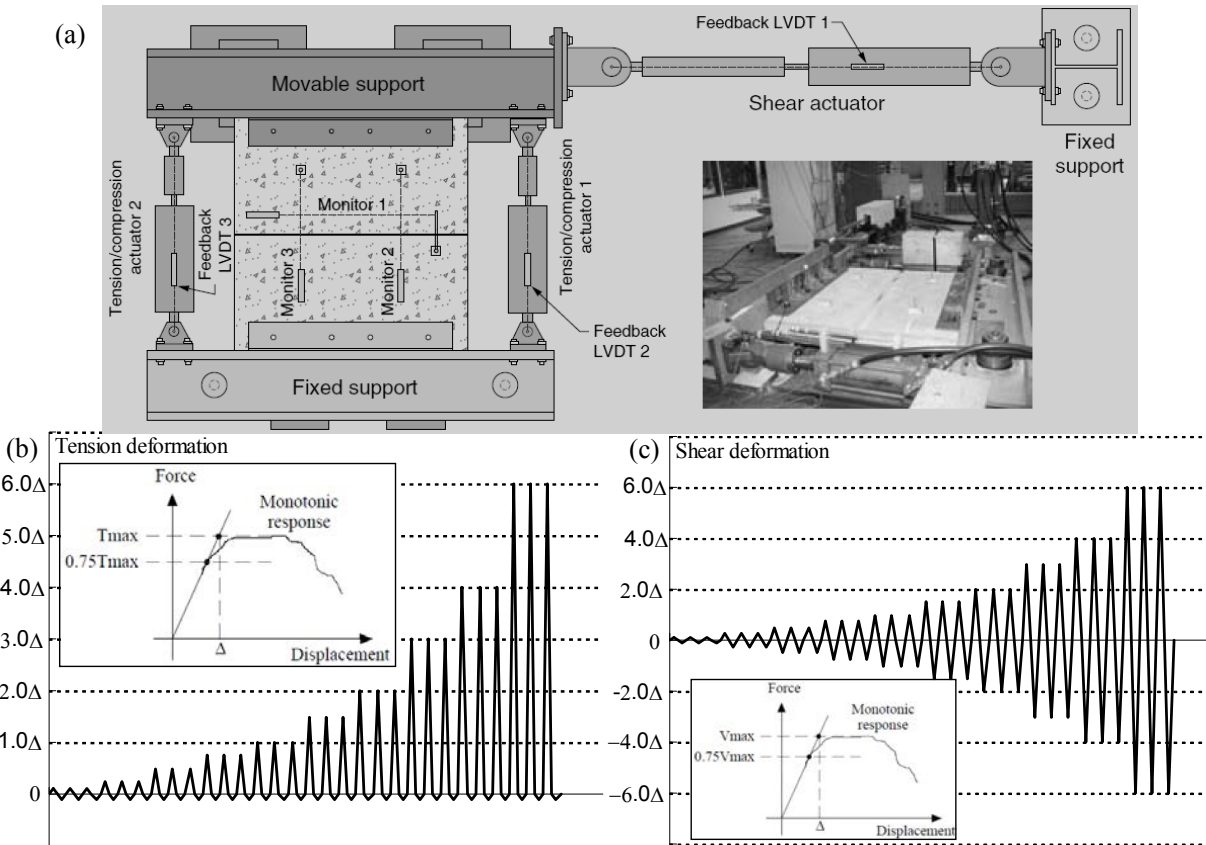 (a)
Feedback LVDT 1
Movable support
Shear actuator
Fixed
support
Tension/compression
actuator 2
Feedback
LVDT 3
Monitor 1
Monitor 3
Monitor 2
Tension/compression
actuator 1
Feedback
LVDT 2
Fixed support
(b)
Tension deformation
6.0Δ
5.0Δ
4.0Δ
3.0Δ
2.0Δ
1.0Δ
0
Force
Monotonic
response
Tmax
0.75Tmax
Δ
Displacement
(c)
Shear deformation
6.0Δ
4.0Δ
2.0Δ
0
-2.0Δ
–4.0Δ
–6.0Δ
Force
Monotonic
response
Vmax
0.75Vmax
Δ
Displacement